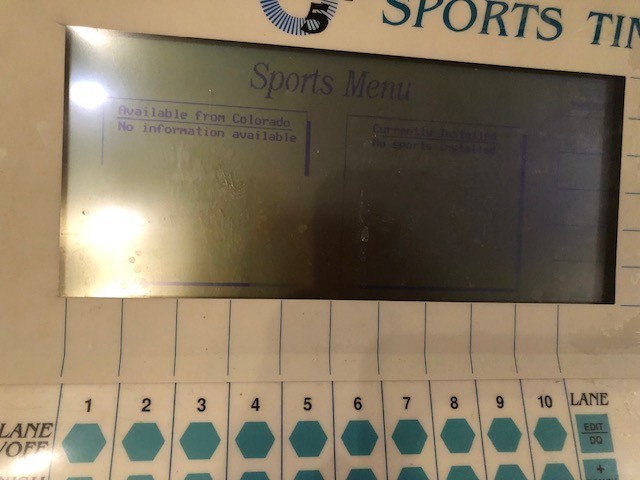 5
SPORTS TIM
Sports Menu
Available from Colorado
No information available
Currently Installed
No sports installed
1 2 3 4 5 6 7 8 9 10 LANE
LANE
/OFF
EDIT
DQ
+